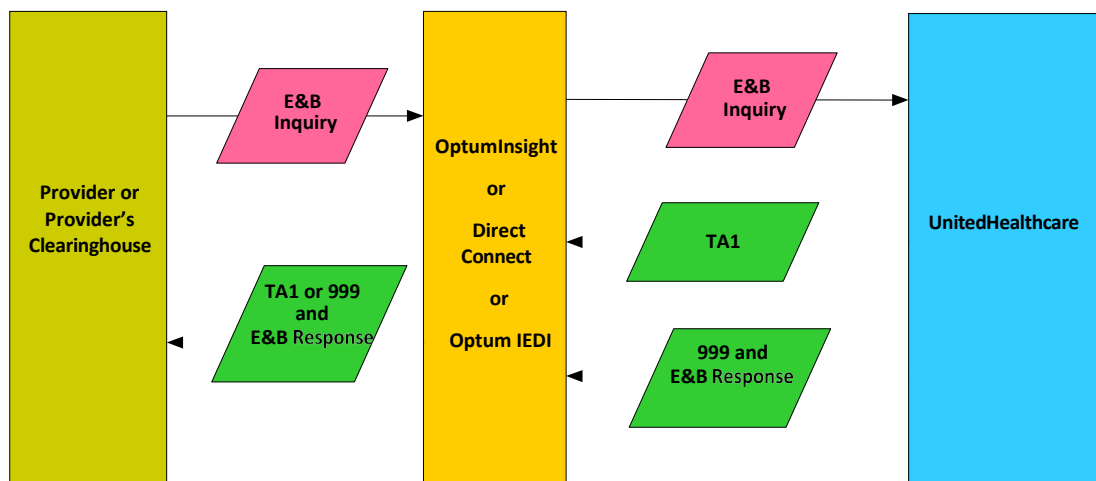 Provider or
Provider's
Clearinghouse
E&B
Inquiry
TA1 or 999
and
E&B Response
OptumInsight
or
Direct
Connect
or
Optum IEDI
E&B
Inquiry
TA1
999 and
E&B Response
UnitedHealthcare